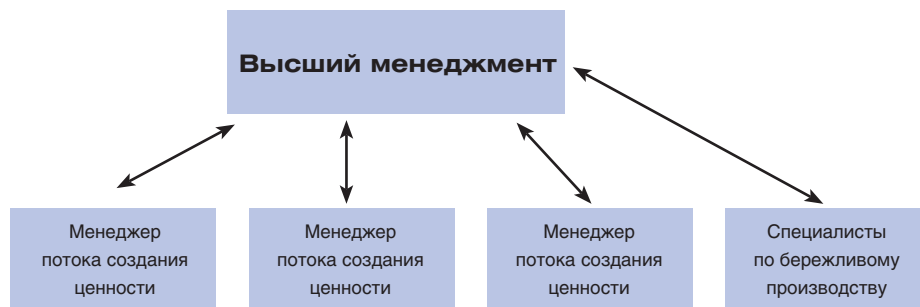 Высший менеджмент
Менеджер
потока создания
ценности
Менеджер
потока создания
ценности
Менеджер
потока создания
ценности
Специалисты
по бережливому
производству